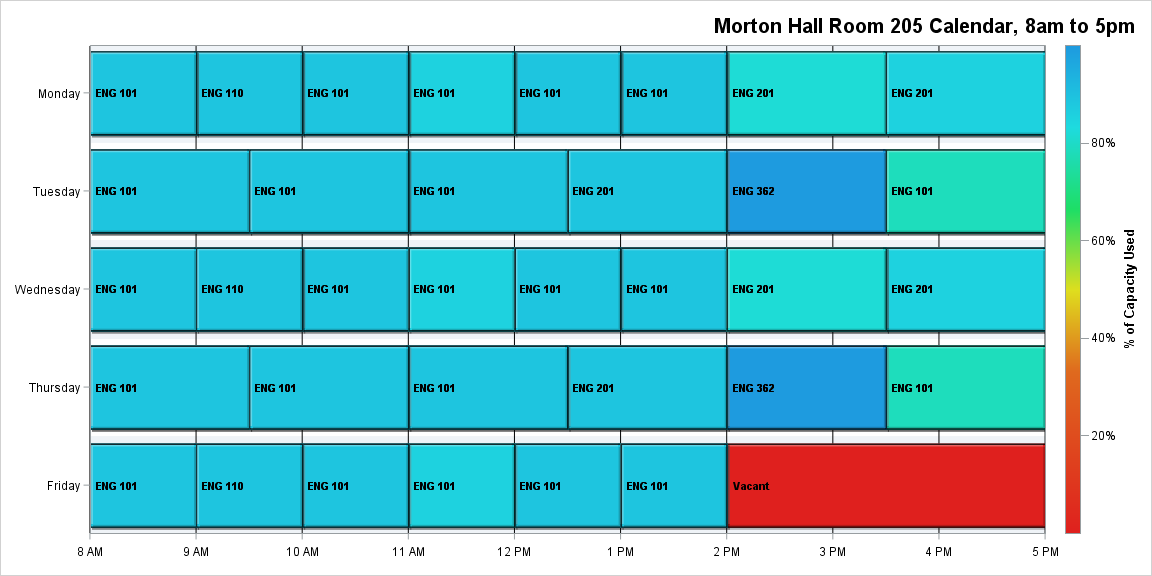 Morton Hall Room 205 Calendar, 8am to 5pm
Monday ENG 101 ENG 110 ENG 101 ENG 101 ENG 101 ENG 101 ENG 201 ENG 201
80%
Tuesday ENG 101 ENG 101 ENG 101 ENG 201 ENG 362 ENG 101
60%
Wednesday ENG 101 ENG 110 ENG 101 ENG 101 ENG 101 ENG 101 ENG 201 ENG 201
% of Capacity Used
40%
Thursday ENG 101 ENG 101 ENG 101 ENG 201 ENG 362 ENG 101
20%
Friday ENG 101 ENG 110 ENG 101 ENG 101 ENG 101 ENG 101 Vacant
8 AM 9 AM 10 AM 11 AM 12 PM 1 PM 2 PM 3 PM 4 PM 5 PM